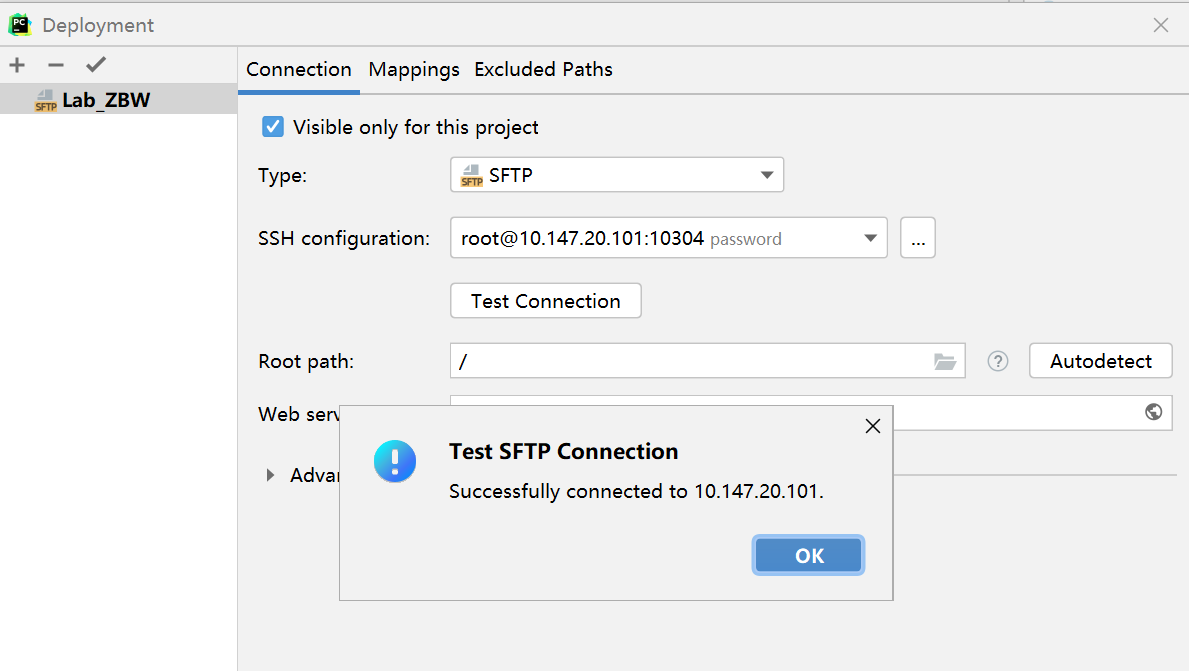 Deployment
Lab_ZBW
Connection Mappings Excluded Paths
Visible only for this project
Type: SFTP SFTP
SSH configuration: root@10.147.20.101:10304 password ...
Test Connection
Root path: / ? Autodetect
Web serv
Test SFTP Connection
Advan
Successfully connected to 10.147.20.101.
OK